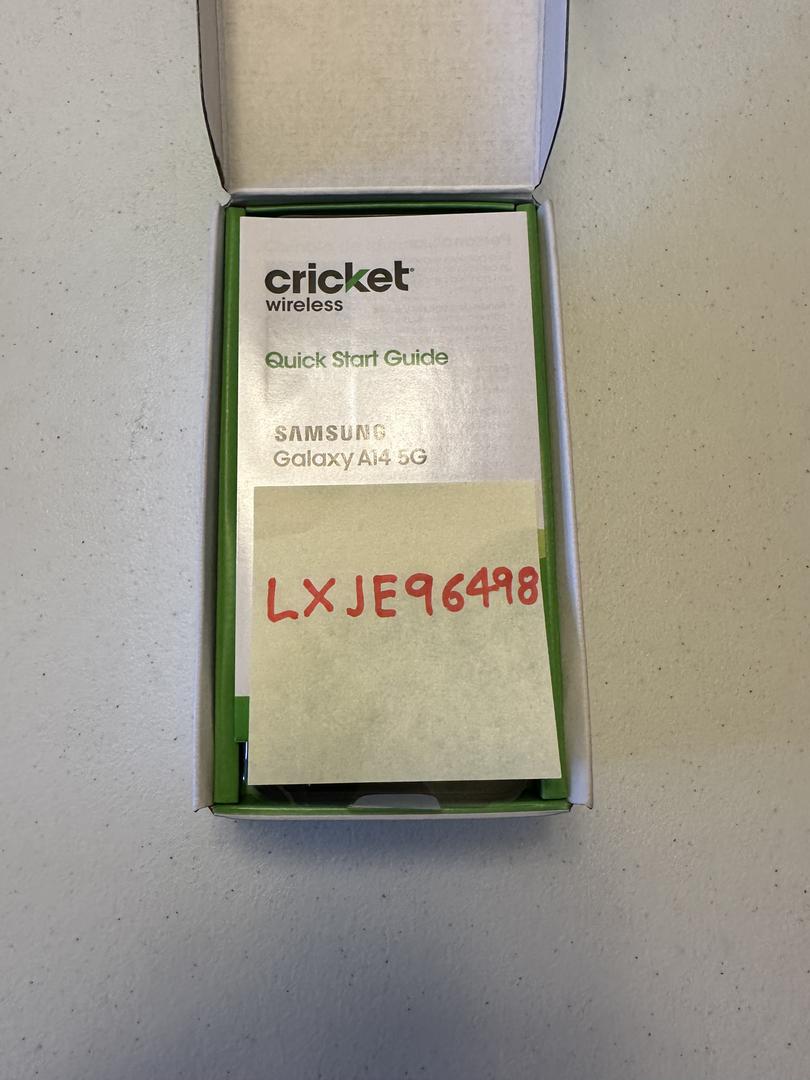 cricket
wireless
Quick Start Guide
SAMSUNG
Galaxy A14 5G
LXJE96498